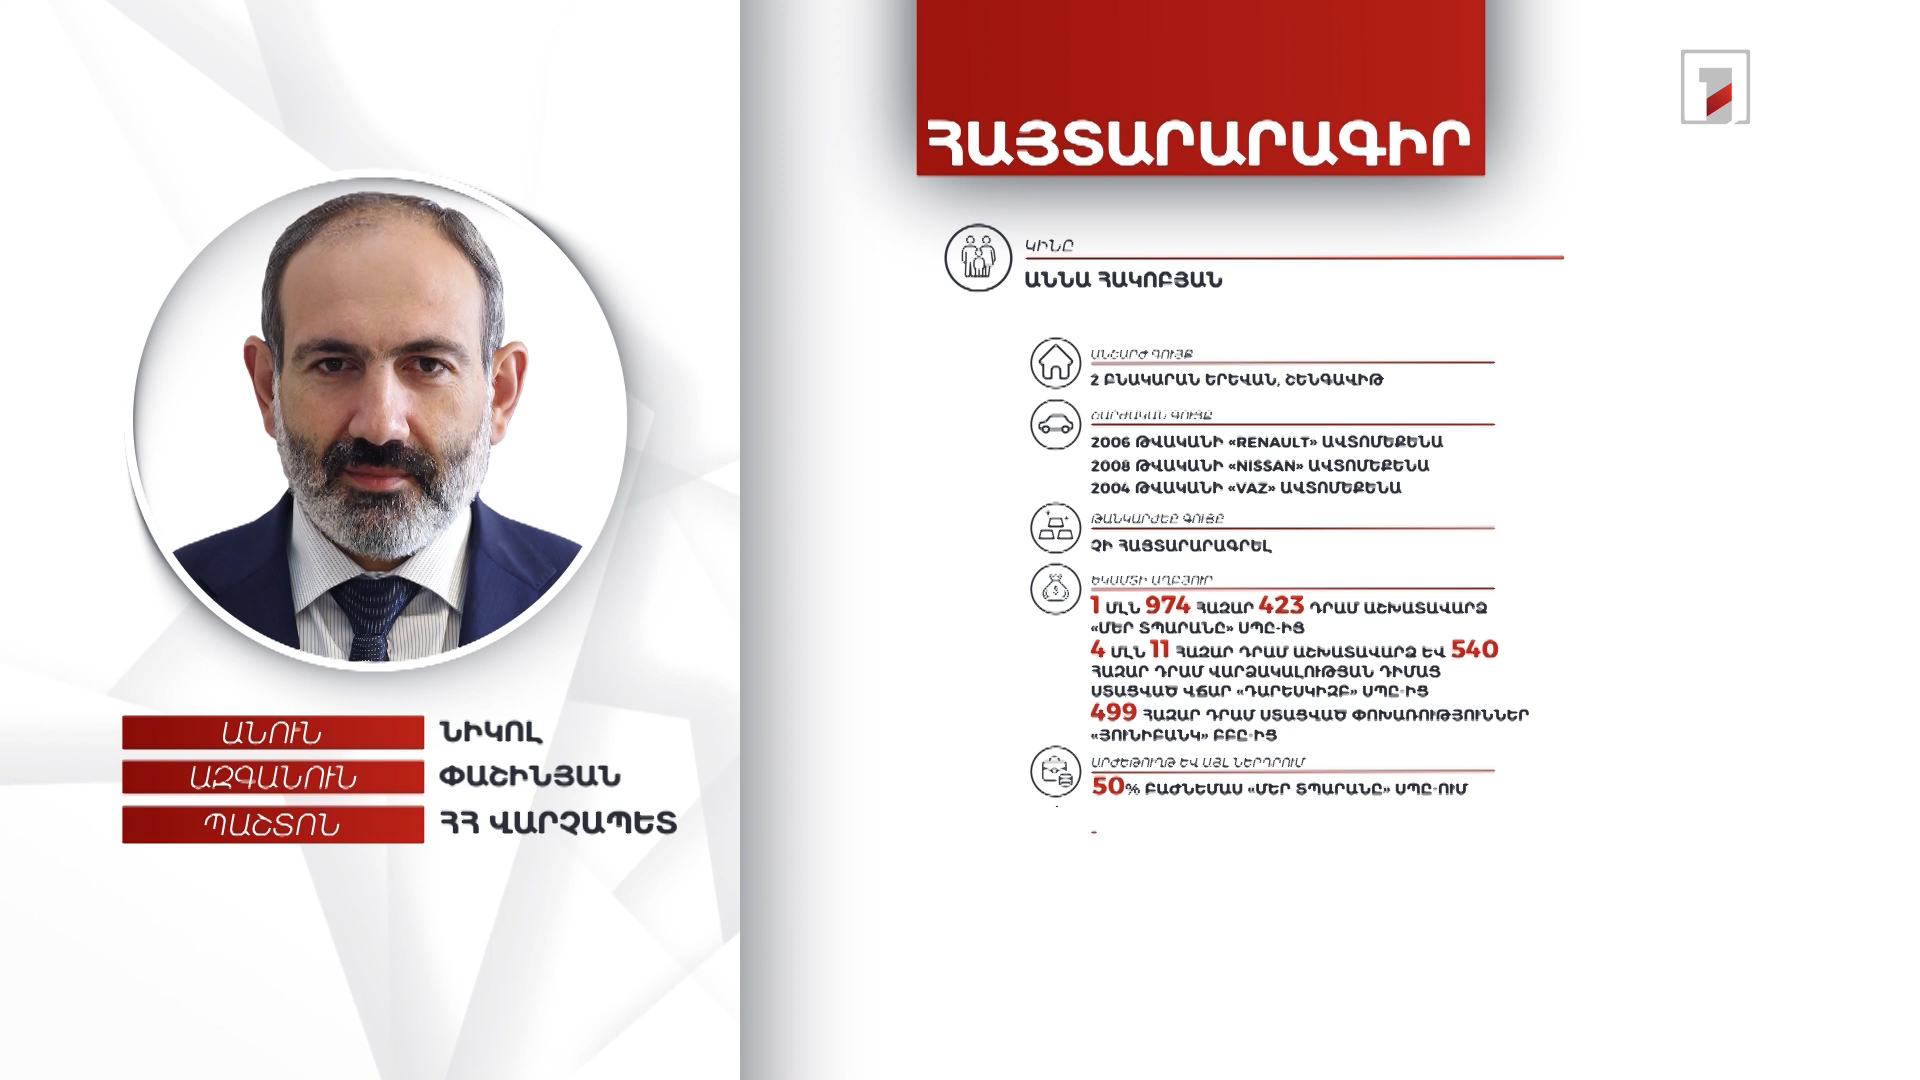 ՀԱՅՏԱՐԱՐԱԳԻՐ
ԿԻՆԸ
ԱՆՆԱ ՀԱԿՈԲՅԱՆ
ԱՆՇԱՐԺ ԳՈՒՅՔ
2 ԲՆԱԿԱՐԱՆ ԵՐԵՎԱՆ, ՇԵՆԳԱՎԻԹ
ՇԱՐԺԱԿԱՆ ԳՈՒՅՔ
2006 ԹՎԱԿԱՆԻ «RENAULT» ԱՎՏՈՄԵՔԵՆԱ
2008 ԹՎԱԿԱՆԻ «NISSAN» ԱՎՏՈՄԵՔԵՆԱ
2004 ԹՎԱԿԱՆԻ «VAZ» ԱՎՏՈՄԵՔԵՆԱ
ԹԱՆԿԱՐԺԵՔ ԳՈՒՅՔ
ՉԻ ՀԱՅՏԱՐԱՐԱԳՐԵԼ
ԵԿԱՄՏԻ ԱՂԲՅՈՒՐ
1 ՄԼՆ 974 ՀԱԶԱՐ 423 ԴՐԱՄ ԱՇԽԱՏԱՎԱՐՁ
«ՄԵՐ ՏՊԱՐԱՆԸ» ՍՊԸ-ԻՑ
4 ՄԼՆ 11 ՀԱԶԱՐ ԴՐԱՄ ԱՇԽԱՏԱՎԱՐՁ ԵՎ 540
ՀԱԶԱՐ ԴՐԱՄ ՎԱՐՁԱԿԱԼՈՒԹՅԱՆ ԴԻՄԱՑ
ՍՏԱՑՎԱԾ ՎՃԱՐ «ԴԱՐԵՍԿԻԶԲ» ՍՊԸ-ԻՑ
499 ՀԱԶԱՐ ԴՐԱՄ ՍՏԱՑՎԱԾ ՓՈԽԱՌՈՒԹՅՈՒՆՆԵՐ
«ՅՈՒՆԻԲԱՆԿ» ԲԲԸ-ԻՑ
ԱՐԺԵԹՈՒՂԹ ԵՎ ԱՅԼ ՆԵՐԴՐՈՒՄ
50% ԲԱԺՆԵՄԱՍ «ՄԵՐ ՏՊԱՐԱՆԸ» ՍՊԸ-ՈՒՄ
ԱՆՈՒՆ ՆԻԿՈԼ
ԱԶԳԱՆՈՒՆ ՓԱՇԻՆՅԱՆ
ՊԱՇՏՈՆ ՀՀ ՎԱՐՉԱՊԵՏ